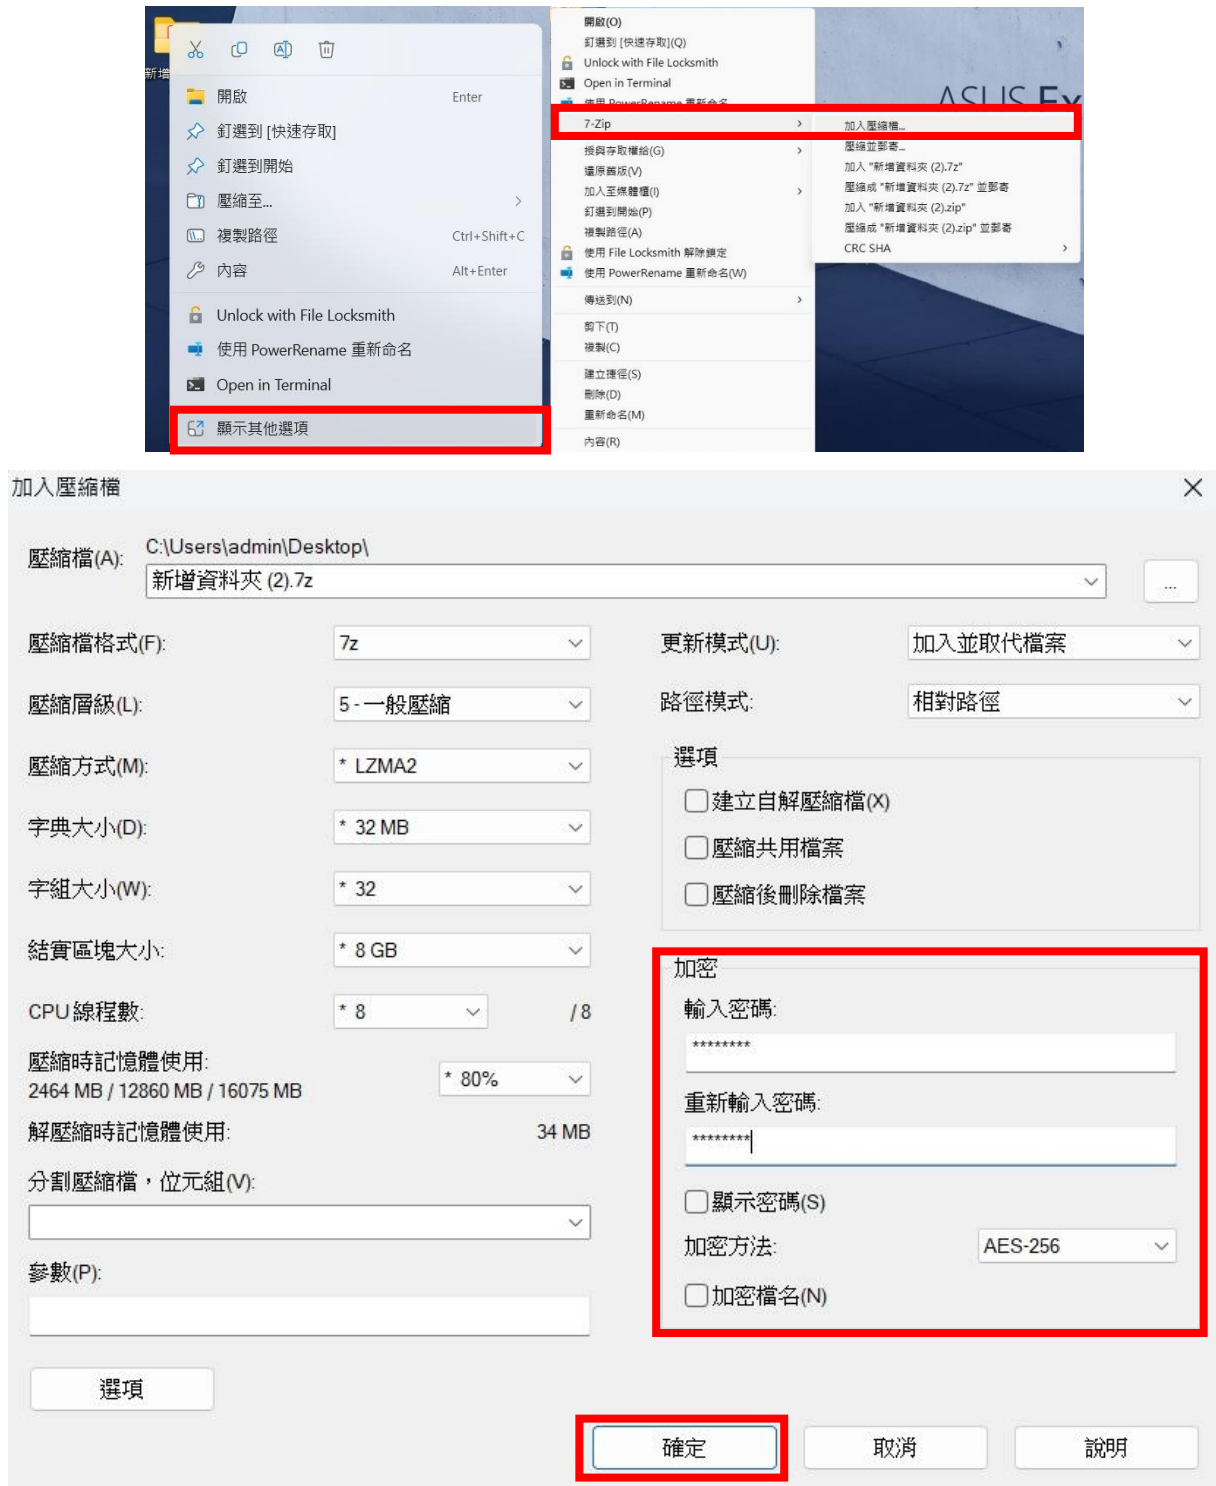 新增
開啟 Enter
釘選到 [快速存取]
釘選到開始
壓縮至...
複製路徑 Ctrl+Shift+C
內容 Alt+Enter
Unlock with File Locksmith
使用 PowerRename 重新命名
Open in Terminal
顯示其他選項
開啟(O)
釘選到 [快速存取](Q)
Unlock with File Locksmith
Open in Terminal
使用 PowerRename 重新命名
7-Zip
授與存取權給(G)
還原舊版(V)
加入至媒體櫃(I)
釘選到開始(P)
複製路徑(A)
使用 File Locksmith 解除鎖定
使用 PowerRename 重新命名(W)
傳送到(N)
剪下(T)
複製(C)
建立捷徑(S)
刪除(D)
重新命名(M)
內容(R)
ASUS Ex
加入壓縮檔...
壓縮並郵寄...
加入 "新增資料夾 (2).7z"
壓縮成 "新增資料夾 (2).7z" 並郵寄
加入 "新增資料夾 (2).zip"
壓縮成 "新增資料夾 (2).zip" 並郵寄
CRC SHA
加入壓縮檔
壓縮檔(A): C:\Users\admin\Desktop\
新增資料夾 (2).7z
...
壓縮檔格式(F): 7z
壓縮層級(L): 5 - 一般壓縮
壓縮方式(M): * LZMA2
字典大小(D): * 32 MB
字組大小(W): * 32
結實區塊大小: * 8 GB
CPU 線程數: * 8 / 8
壓縮時記憶體使用:
2464 MB / 12860 MB / 16075 MB * 80%
解壓縮時記憶體使用: 34 MB
分割壓縮檔，位元組(V):
參數(P):
選項
更新模式(U): 加入並取代檔案
路徑模式: 相對路徑
選項
建立自解壓縮檔(X)
壓縮共用檔案
壓縮後刪除檔案
加密
輸入密碼:
********
重新輸入密碼:
********
顯示密碼(S)
加密方法: AES-256
加密檔名(N)
確定 取消 說明